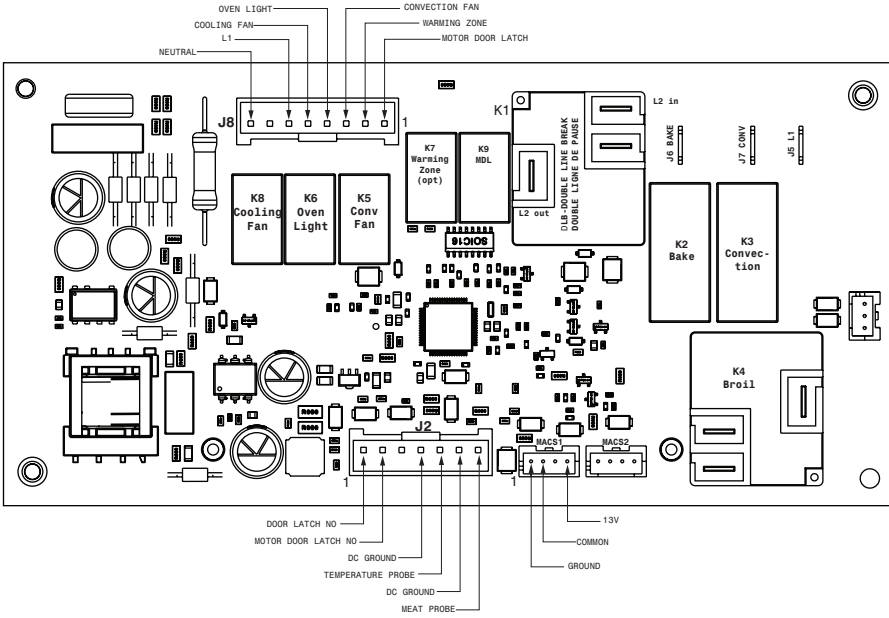 OVEN LIGHT
CONVECTION FAN
COOLING FAN
WARMING ZONE
L1
MOTOR DOOR LATCH
NEUTRAL
J8
1
K1
L2 in
L2 out
DLB-DOUBLE LINE BREAK
DOUBLE LIGNE DE PAUSE
J6 BAKE
J7 CONV
J5 L1
K7
Warming
Zone
(opt)
K9
MDL
K8
Cooling
Fan
K6
Oven
Light
K5
Conv
Fan
SOIC16
K2
Bake
K3
Convec-
tion
K4
Broil
J2
1
MACS1
MACS2
1
DOOR LATCH NO
MOTOR DOOR LATCH NO
DC GROUND
TEMPERATURE PROBE
DC GROUND
MEAT PROBE
13V
COMMON
GROUND